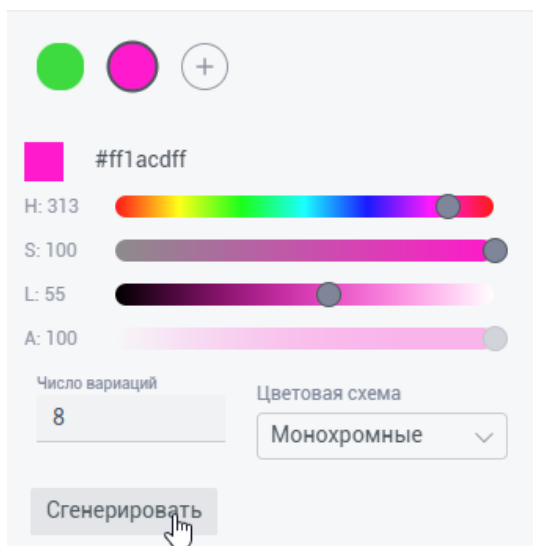 #ff1acdff
H: 313
S: 100
L: 55
A: 100
Число вариаций
8
Цветовая схема
Монохромные
Сгенерировать